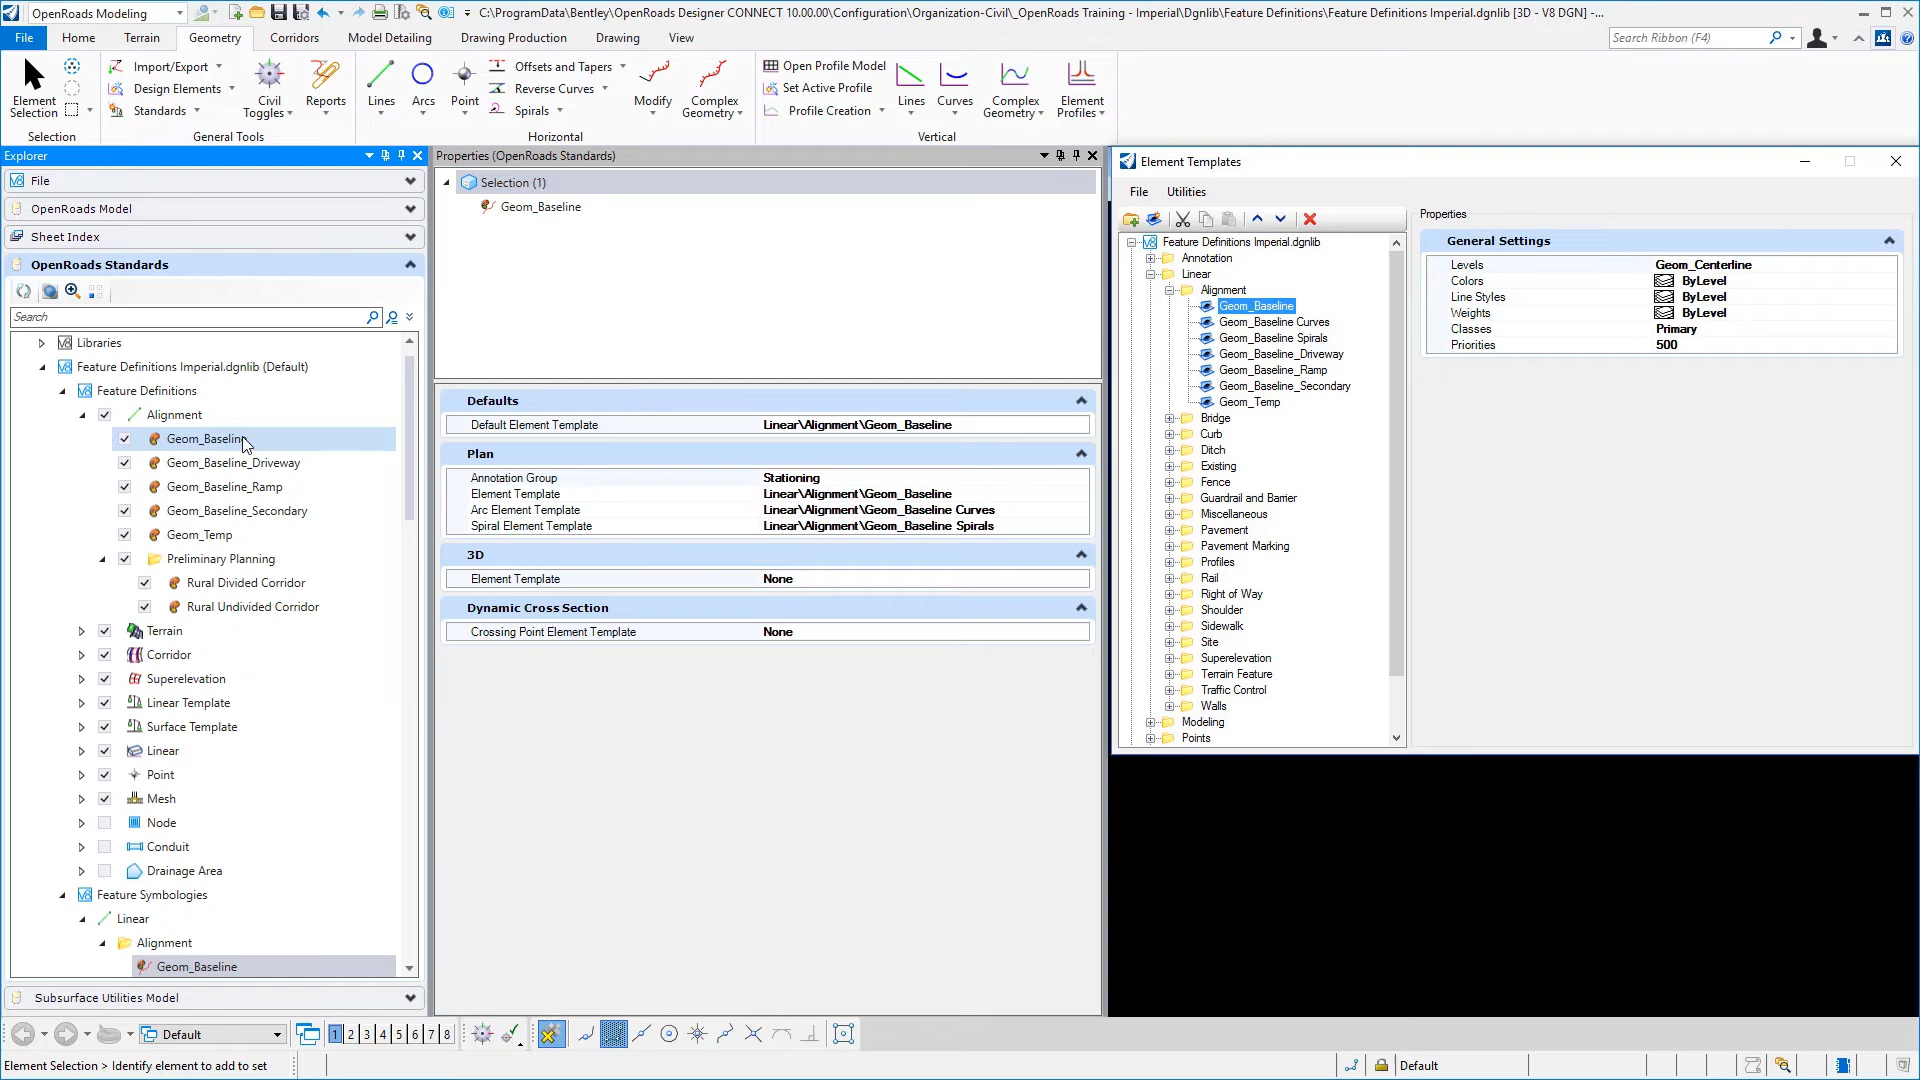 OpenRoads Modeling
C:\ProgramData\Bentley\OpenRoads Designer CONNECT 10.00.00\Configuration\Organization-Civil\_OpenRoads Training - Imperial\Dgnlib\Feature Definitions\Feature Definitions Imperial.dgnlib [3D - V8 DGN] -...
File Home Terrain Geometry Corridors Model Detailing Drawing Production Drawing View
Search Ribbon (F4)
Element Selection
Selection
Import/Export
Design Elements
Standards
Civil Toggles
Reports
General Tools
Lines
Arcs
Point
Offsets and Tapers
Reverse Curves
Spirals
Modify
Complex Geometry
Horizontal
Open Profile Model
Set Active Profile
Profile Creation
Lines
Curves
Complex Geometry
Element Profiles
Vertical
Explorer
File
OpenRoads Model
Sheet Index
OpenRoads Standards
Search
Libraries
Feature Definitions Imperial.dgnlib (Default)
Feature Definitions
Alignment
Geom_Baseline
Geom_Baseline_Driveway
Geom_Baseline_Ramp
Geom_Baseline_Secondary
Geom_Temp
Preliminary Planning
Rural Divided Corridor
Rural Undivided Corridor
Terrain
Corridor
Superelevation
Linear Template
Surface Template
Linear
Point
Mesh
Node
Conduit
Drainage Area
Feature Symbologies
Linear
Alignment
Geom_Baseline
Subsurface Utilities Model
Properties (OpenRoads Standards)
Selection (1)
Geom_Baseline
Defaults
Default Element Template Linear\Alignment\Geom_Baseline
Plan
Annotation Group Stationing
Element Template Linear\Alignment\Geom_Baseline
Arc Element Template Linear\Alignment\Geom_Baseline Curves
Spiral Element Template Linear\Alignment\Geom_Baseline Spirals
3D
Element Template None
Dynamic Cross Section
Crossing Point Element Template None
Element Templates
File Utilities
Feature Definitions Imperial.dgnlib
Annotation
Linear
Alignment
Geom_Baseline
Geom_Baseline Curves
Geom_Baseline Spirals
Geom_Baseline_Driveway
Geom_Baseline_Ramp
Geom_Baseline_Secondary
Geom_Temp
Bridge
Curb
Ditch
Existing
Fence
Guardrail and Barrier
Miscellaneous
Pavement
Pavement Marking
Profiles
Rail
Right of Way
Shoulder
Sidewalk
Site
Superelevation
Terrain Feature
Traffic Control
Walls
Modeling
Points
Properties
General Settings
Levels Geom_Centerline
Colors ByLevel
Line Styles ByLevel
Weights ByLevel
Classes Primary
Priorities 500
Default
1 2 3 4 5 6 7 8
Element Selection > Identify element to add to set
Default